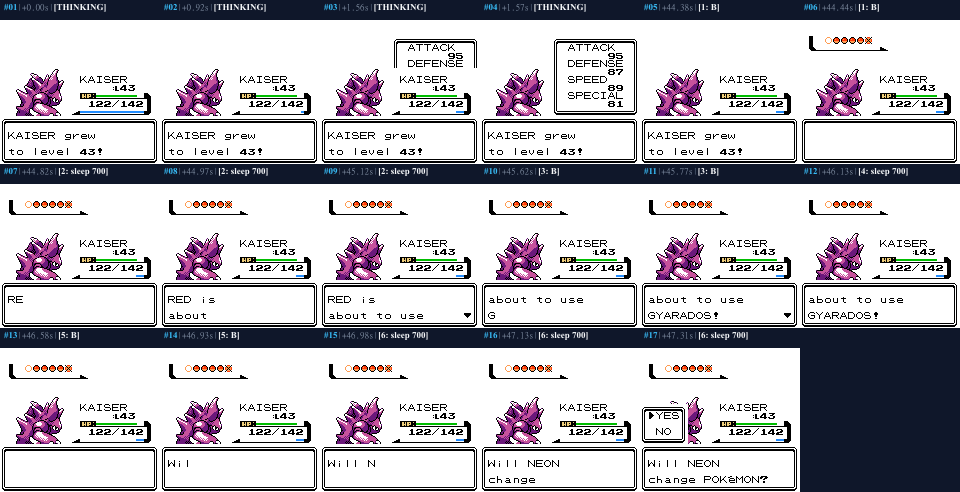 #01|+0.00s|[THINKING]
KAISER
:L43
HP:
122/142
KAISER grew
to level 43!
#02|+0.92s|[THINKING]
KAISER
:L43
HP:
122/142
KAISER grew
to level 43!
#03|+1.56s|[THINKING]
ATTACK
95
DEFENSE
KAISER
:L43
HP:
122/142
KAISER grew
to level 43!
#04|+1.57s|[THINKING]
ATTACK
95
DEFENSE
87
SPEED
89
SPECIAL
81
KAISER grew
to level 43!
#05|+44.38s|[1: B]
KAISER
:L43
HP:
122/142
KAISER grew
to level 43!
#06|+44.44s|[1: B]
KAISER
:L43
HP:
122/142
#07|+44.82s|[2: sleep 700]
KAISER
:L43
HP:
122/142
RE
#08|+44.97s|[2: sleep 700]
KAISER
:L43
HP:
122/142
RED is
about
#09|+45.12s|[2: sleep 700]
KAISER
:L43
HP:
122/142
RED is
about to use
#10|+45.62s|[3: B]
KAISER
:L43
HP:
122/142
about to use
G
#11|+45.77s|[3: B]
KAISER
:L43
HP:
122/142
about to use
GYARADOS!
#12|+46.13s|[4: sleep 700]
KAISER
:L43
HP:
122/142
about to use
GYARADOS!
#13|+46.58s|[5: B]
KAISER
:L43
HP:
122/142
#14|+46.93s|[5: B]
KAISER
:L43
HP:
122/142
Wil
#15|+46.98s|[6: sleep 700]
KAISER
:L43
HP:
122/142
Will N
#16|+47.13s|[6: sleep 700]
KAISER
:L43
HP:
122/142
Will NEON
change
#17|+47.31s|[6: sleep 700]
YES
NO
KAISER
:L43
122/142
Will NEON
change POKéMON?